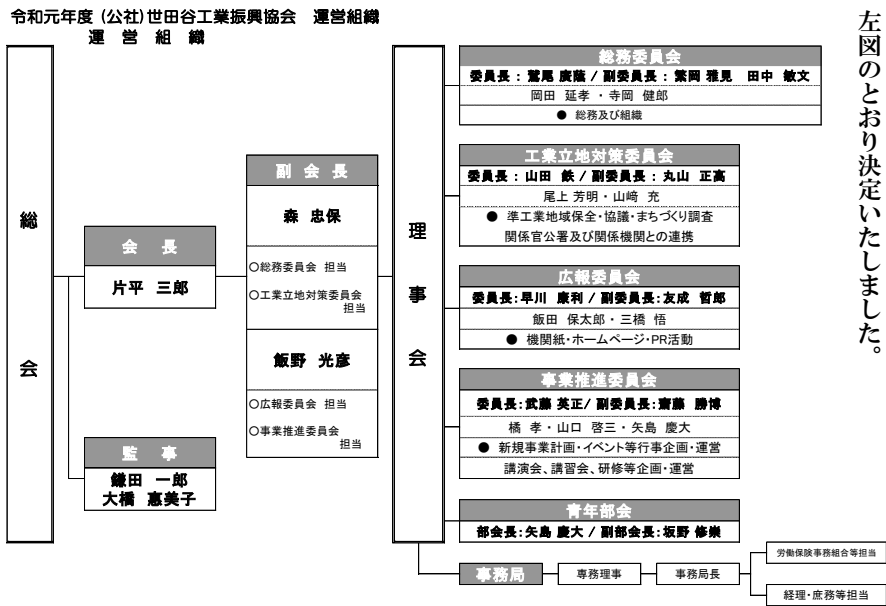 令和元年度 (公社)世田谷工業振興協会 運営組織
運 営 組 織
左図のとおり決定いたしました。
総会
会 長
片平 三郎
監 事
鎌田 一郎
大橋 惠美子
副 会 長
森 忠保
○総務委員会 担当
○工業立地対策委員会
担当
飯野 光彦
○広報委員会 担当
○事業推進委員会
担当
理事会
総務委員会
委員長：鷲尾 廣蔭 / 副委員長：繁岡 雅見 田中 敏文
岡田 延孝 ・ 寺岡 健郎
● 総務及び組織
工業立地対策委員会
委員長：山田 鉄 / 副委員長：丸山 正高
尾上 芳明・山﨑 充
● 準工業地域保全・協議・まちづくり調査
関係官公署及び関係機関との連携
広報委員会
委員長：早川 康利 / 副委員長：友成 哲郎
飯田 保太郎・三橋 悟
● 機関紙・ホームページ・PR活動
事業推進委員会
委員長：武藤 英正/ 副委員長：齋藤 勝博
橘 孝・山口 啓三・矢島 慶大
● 新規事業計画・イベント等行事企画・運営
講演会、講習会、研修等企画・運営
青年部会
部会長：矢島 慶大 / 副部会長：坂野 修崇
事務局
専務理事
事務局長
労働保険事務組合等担当
経理・庶務等担当